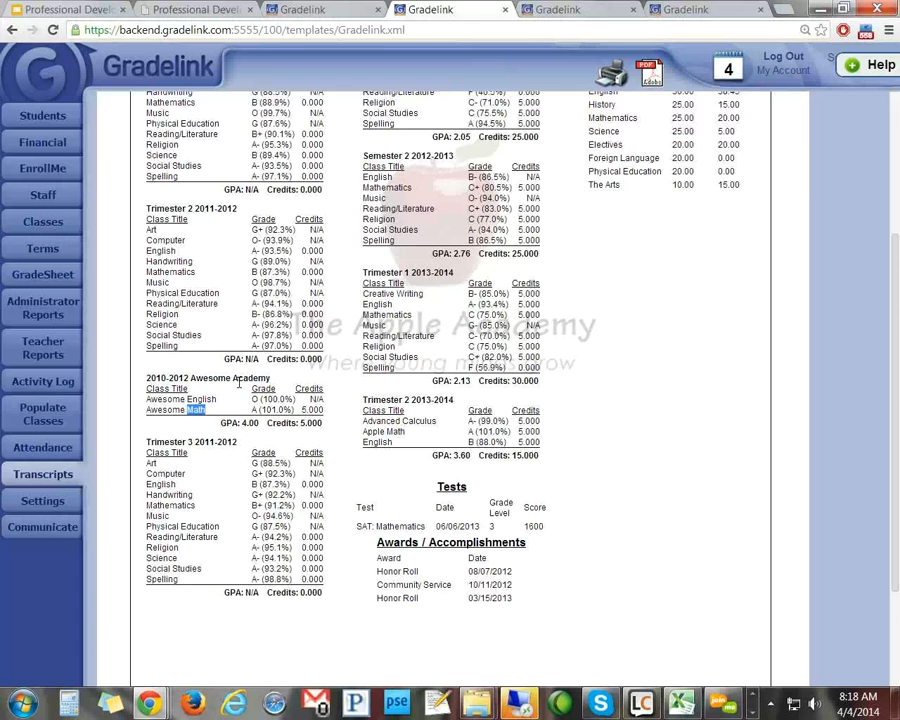 Professional Devel
Professional Develop
Gradelink
Gradelink
Gradelink
Gradelink
https://backend.gradelink.com:5555/100/templates/Gradelink.xml
558
G
Gradelink
PDF
Adobe
4
Log Out
My Account
S
+ Help
Students
Financial
EnrollMe
Staff
Classes
Terms
GradeSheet
Administrator
Reports
Teacher
Reports
Activity Log
Populate
Classes
Attendance
Transcripts
Settings
Communicate
Handwriting G (88.5%) N/A
Mathematics B (88.9%) 0.000
Music O (99.7%) N/A
Physical Education G (87.6%) N/A
Reading/Literature B+ (90.1%) 0.000
Religion A- (95.3%) 0.000
Science B (89.4%) 0.000
Social Studies A- (93.5%) 0.000
Spelling A- (97.1%) 0.000
GPA: N/A Credits: 0.000
Trimester 2 2011-2012
Class Title Grade Credits
Art G+ (92.3%) N/A
Computer O- (93.9%) N/A
English A- (93.5%) 0.000
Handwriting G (89.0%) N/A
Mathematics B (87.3%) 0.000
Music O (98.7%) N/A
Physical Education G (87.0%) N/A
Reading/Literature A- (94.1%) 0.000
Religion B- (86.8%) 0.000
Science A- (96.2%) 0.000
Social Studies A- (97.8%) 0.000
Spelling A- (97.0%) 0.000
GPA: N/A Credits: 0.000
2010-2012 Awesome Academy
Class Title Grade Credits
Awesome English O (100.0%) N/A
Awesome Math A (101.0%) 5.000
GPA: 4.00 Credits: 5.000
Trimester 3 2011-2012
Class Title Grade Credits
Art G (88.5%) N/A
Computer G+ (92.3%) N/A
English B (87.3%) 0.000
Handwriting G+ (92.2%) N/A
Mathematics B+ (91.2%) 0.000
Music O- (94.6%) N/A
Physical Education G (87.5%) N/A
Reading/Literature A- (94.2%) 0.000
Religion A- (95.1%) 0.000
Science A- (94.1%) 0.000
Social Studies A- (93.2%) 0.000
Spelling A- (98.8%) 0.000
GPA: N/A Credits: 0.000
Reading/Literature F 5.000
Religion C- (71.0%) 5.000
Social Studies C (75.5%) 5.000
Spelling A (94.5%) 5.000
GPA: 2.05 Credits: 25.000
Semester 2 2012-2013
Class Title Grade Credits
English B- (86.5%) N/A
Mathematics C+ (80.5%) 5.000
Music O- (94.0%) N/A
Reading/Literature C+ (83.0%) 5.000
Religion C (77.0%) 5.000
Social Studies A- (94.0%) 5.000
Spelling B (86.5%) 5.000
GPA: 2.76 Credits: 25.000
Trimester 1 2013-2014
Class Title Grade Credits
Creative Writing B- (85.0%) 5.000
English A- (93.4%) 5.000
Mathematics C (75.0%) 5.000
Music G- (85.0%) N/A
Reading/Literature C- (70.0%) 5.000
Religion C (75.0%) 5.000
Social Studies C+ (82.0%) 5.000
Spelling F (56.9%) 0.000
GPA: 2.13 Credits: 30.000
Trimester 2 2013-2014
Class Title Grade Credits
Advanced Calculus A- (99.0%) 5.000
Apple Math A (101.0%) 5.000
English B (88.0%) 5.000
GPA: 3.60 Credits: 15.000
The Apple Academy
Where young minds grow
Tests
Test Date Grade Level Score
SAT: Mathematics 06/06/2013 3 1600
Awards / Accomplishments
Award Date
Honor Roll 08/07/2012
Community Service 10/11/2012
Honor Roll 03/15/2013
English
History 25.00 15.00
Mathematics 25.00 20.00
Science 25.00 5.00
Electives 20.00 20.00
Foreign Language 20.00 0.00
Physical Education 20.00 0.00
The Arts 10.00 15.00
P
pse
S
LC
8:18 AM
4/4/2014